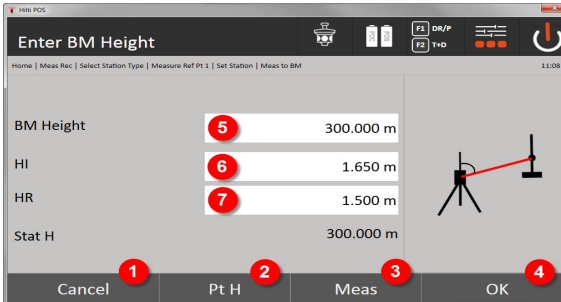 Hilti POS
Enter BM Height
POC POS
F1 DR/P
F2 T+D
Home | Meas Rec | Select Station Type | Measure Ref Pt 1 | Set Station | Meas to BM
11:08
BM Height 5 300.000 m
HI 6 1.650 m
HR 7 1.500 m
Stat H 300.000 m
1 2 3 4
Cancel Pt H Meas OK